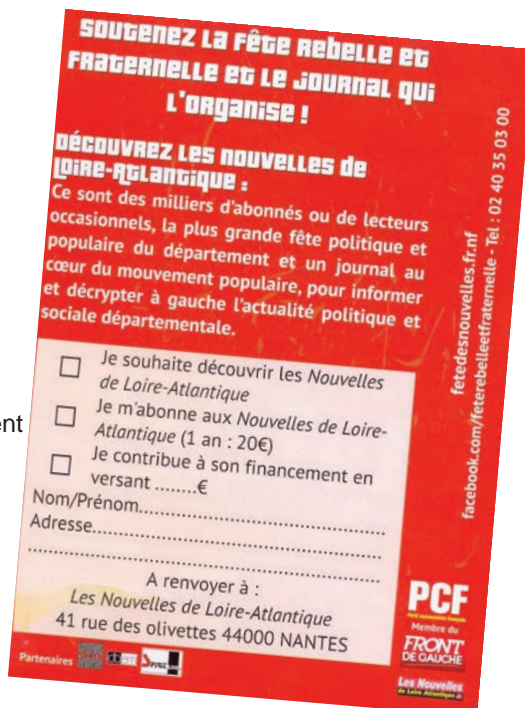 soutenez la fête rebelle et
fraternelle et le journal qui
l'organise !
Découvrez les nouvelles de
Loire-Atlantique :
Ce sont des milliers d'abonnés ou de lecteurs
occasionnels, la plus grande fête politique et
populaire du département et un journal au
cœur du mouvement populaire, pour informer
et décrypter à gauche l'actualité politique et
sociale départementale.
ent
Je souhaite découvrir les Nouvelles
de Loire-Atlantique
Je m'abonne aux Nouvelles de Loire-
Atlantique (1 an : 20€)
Je contribue à son financement en
versant ........€
Nom/Prénom..........................................
Adresse..................................................
............................................................
A renvoyer à :
Les Nouvelles de Loire-Atlantique
41 rue des olivettes 44000 NANTES
Partenaires
fetedesnouvelles.fr.nf
facebook.com/feterebelleetfraternelle - Tel : 02 40 35 03 00
PCF
Parti communiste français
Membre du
FRONT
DE GAUCHE
Les Nouvelles
de Loire Atlantique